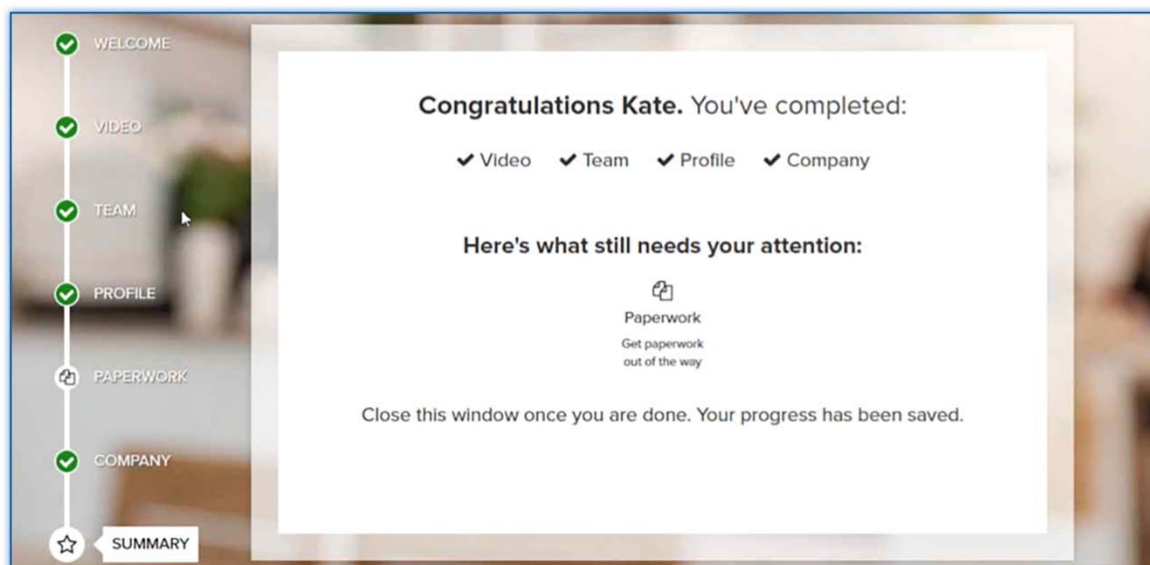 WELCOME
VIDEO
TEAM
PROFILE
PAPERWORK
COMPANY
SUMMARY
Congratulations Kate. You've completed:
✔ Video ✔ Team ✔ Profile ✔ Company
Here's what still needs your attention:
Paperwork
Get paperwork
out of the way
Close this window once you are done. Your progress has been saved.